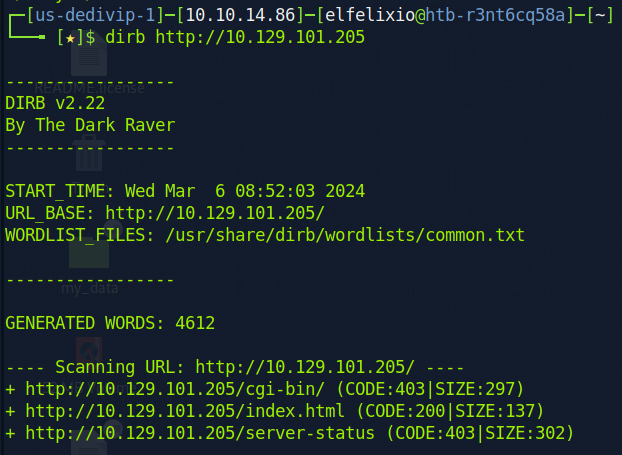 ┌─[us-dedivip-1]─[10.10.14.86]─[elfelixio@htb-r3nt6cq58a]─[~]
└──╼ [★]$ dirb http://10.129.101.205
README.license
-----------------
DIRB v2.22
By The Dark Raver
-----------------
START_TIME: Wed Mar  6 08:52:03 2024
URL_BASE: http://10.129.101.205/
WORDLIST_FILES: /usr/share/dirb/wordlists/common.txt
-----------------
my_data
GENERATED WORDS: 4612
---- Scanning URL: http://10.129.101.205/ ----
+ http://10.129.101.205/cgi-bin/ (CODE:403|SIZE:297)
+ http://10.129.101.205/index.html (CODE:200|SIZE:137)
+ http://10.129.101.205/server-status (CODE:403|SIZE:302)